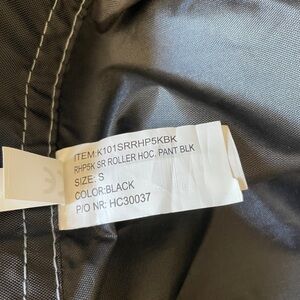 ITEM:K101SRRHP5KBK
RHP5K SR ROLLER HOC. PANT BLK
SIZE: S
COLOR:BLACK
P/O NR: HC30037